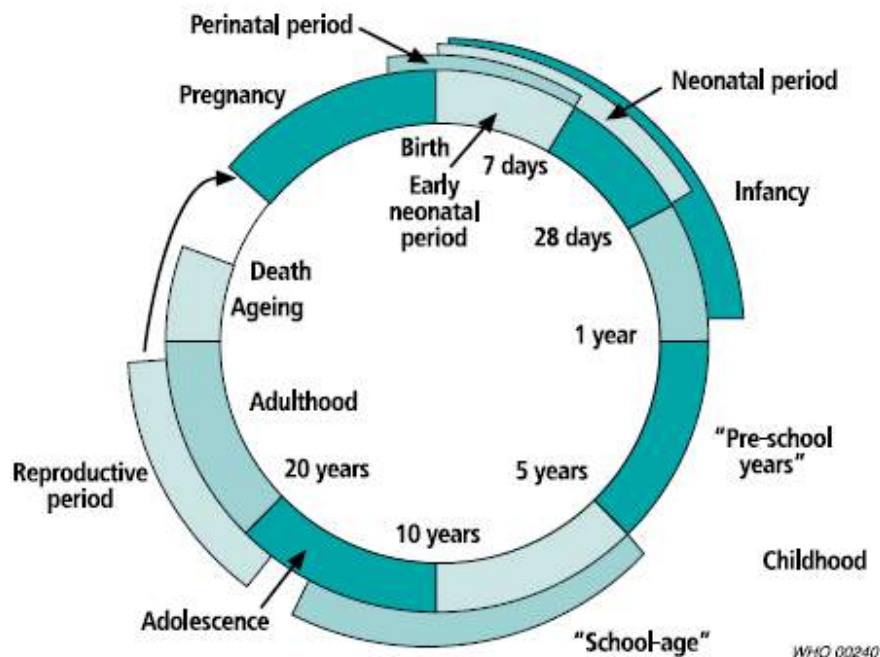 Perinatal period
Neonatal period
Pregnancy
Birth
7 days
Early
neonatal
period
Infancy
28 days
Death
Ageing
1 year
Adulthood
"Pre-school
years"
5 years
20 years
Reproductive
period
10 years
Childhood
Adolescence
"School-age"
WHO 00240